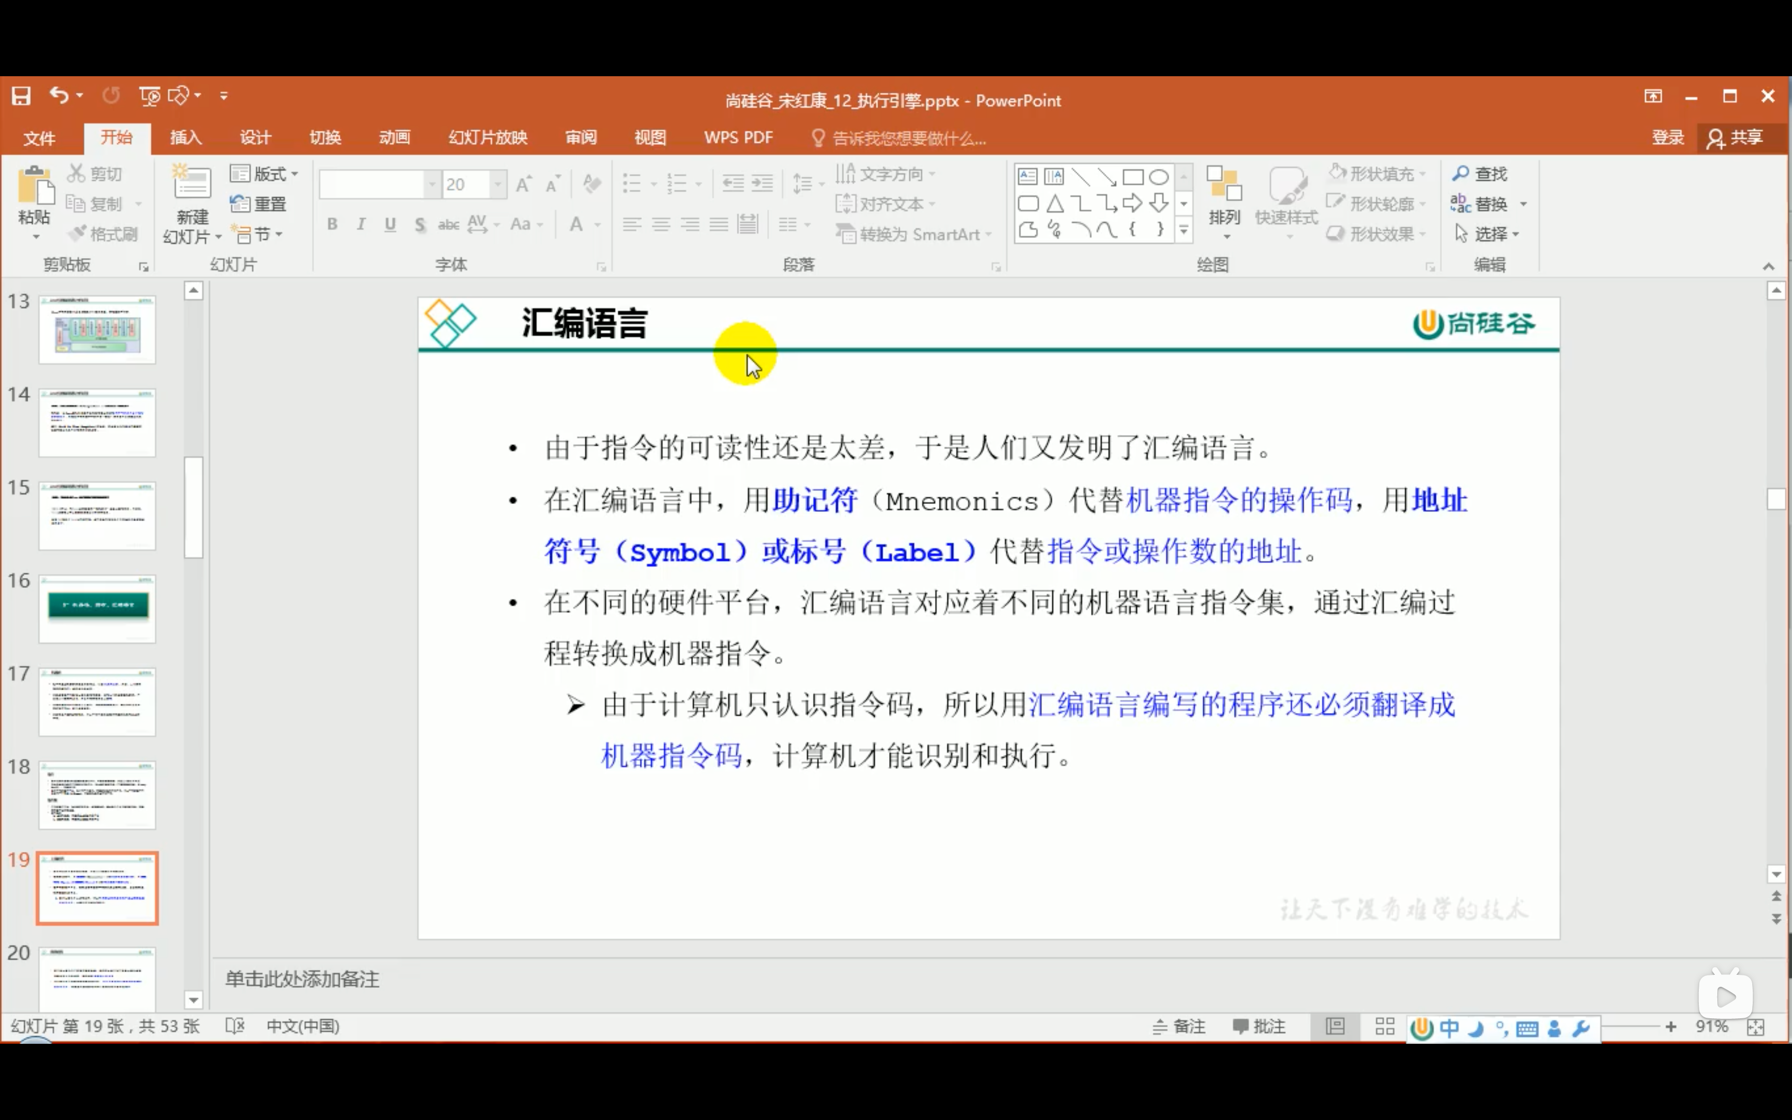 尚硅谷_宋红康_12_执行引擎.pptx - PowerPoint
文件 开始 插入 设计 切换 动画 幻灯片放映 审阅 视图 WPS PDF 告诉我您想要做什么... 登录 共享
粘贴 剪切 复制 格式刷
剪贴板
新建
幻灯片 版式 重置 节
幻灯片
20
B I U S abc AV Aa A
字体
文字方向
对齐文本
转换为 SmartArt
段落
排列 快速样式 形状填充 形状轮廓 形状效果
绘图
查找
替换
选择
编辑
13
14
15
16
17
18
19
20
汇编语言
尚硅谷
• 由于指令的可读性还是太差，于是人们又发明了汇编语言。
• 在汇编语言中，用助记符（Mnemonics）代替机器指令的操作码，用地址
符号（Symbol）或标号（Label）代替指令或操作数的地址。
• 在不同的硬件平台，汇编语言对应着不同的机器语言指令集，通过汇编过
程转换成机器指令。
➢ 由于计算机只认识指令码，所以用汇编语言编写的程序还必须翻译成
机器指令码，计算机才能识别和执行。
让天下没有难学的技术
单击此处添加备注
幻灯片 第 19 张，共 53 张 中文(中国) 备注 批注 中 91%